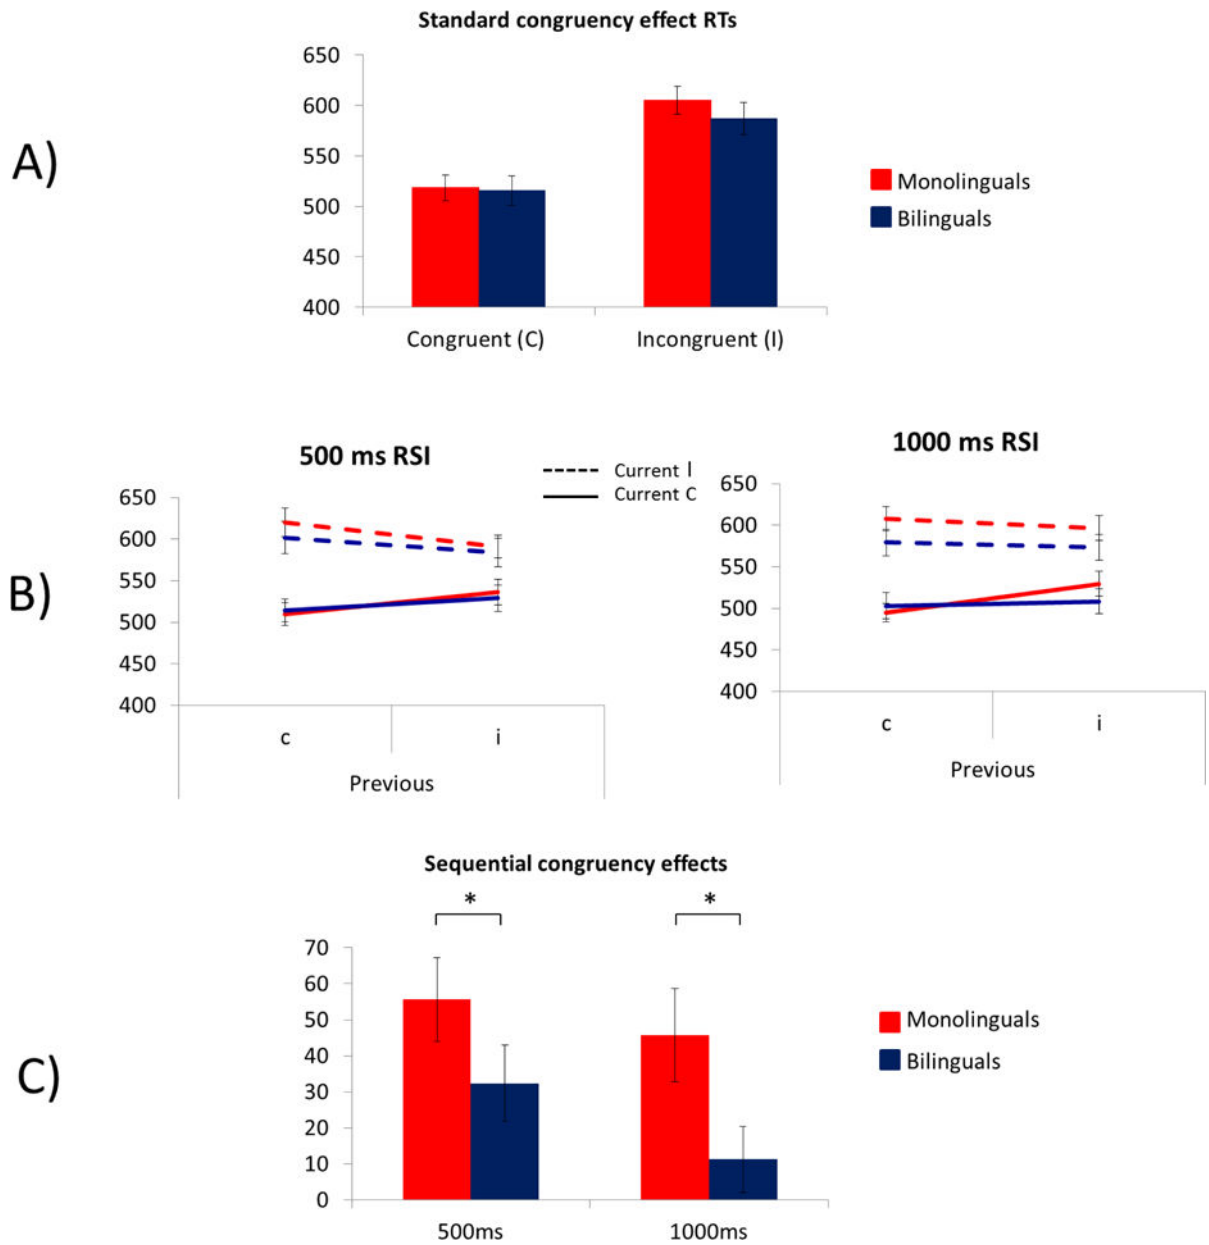 A)
Standard congruency effect RTs
650
600
550
500
450
400
Congruent (C)
Incongruent (I)
Monolinguals
Bilinguals
B)
500 ms RSI
650
600
550
500
450
400
c
i
Previous
Current I
Current C
1000 ms RSI
650
600
550
500
450
400
c
i
Previous
C)
Sequential congruency effects
*
*
70
60
50
40
30
20
10
0
500ms
1000ms
Monolinguals
Bilinguals